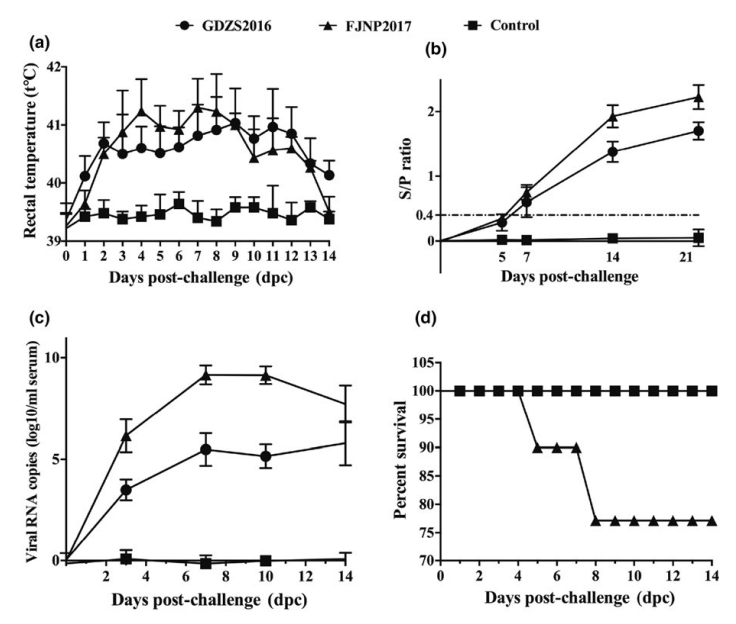 GDZS2016 FJNP2017 Control
(a)
Rectal temperature (t°C)
42
41
40
39
0 1 2 3 4 5 6 7 8 9 10 11 12 13 14
Days post-challenge (dpc)
(b)
S/P ratio
2
1
0.4
0
5 7 14 21
Days post-challenge
(c)
Viral RNA copies (log10/ml serum)
10
5
0
2 4 6 8 10 12 14
Days post-challenge (dpc)
(d)
Percent survival
105
100
95
90
85
80
75
70
0 2 4 6 8 10 12 14
Days post-challenge (dpc)